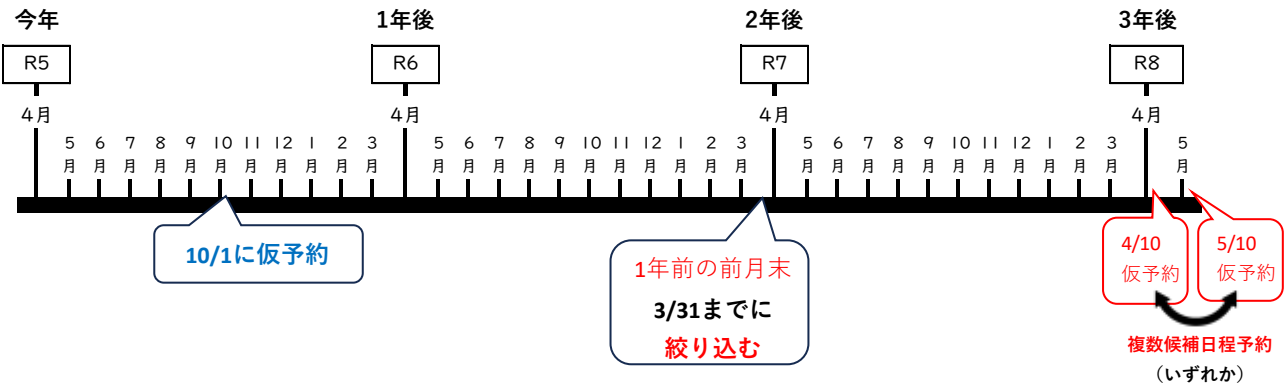 今年 1年後 2年後 3年後
R5 R6 R7 R8
4月 4月 4月 4月
5月 6月 7月 8月 9月 10月 11月 12月 1月 2月 3月 5月 6月 7月 8月 9月 10月 11月 12月 1月 2月 3月 5月 6月 7月 8月 9月 10月 11月 12月 1月 2月 3月 5月
10/1に仮予約
1年前の前月末
3/31までに
絞り込む
4/10
仮予約
5/10
仮予約
複数候補日程予約
（いずれか）